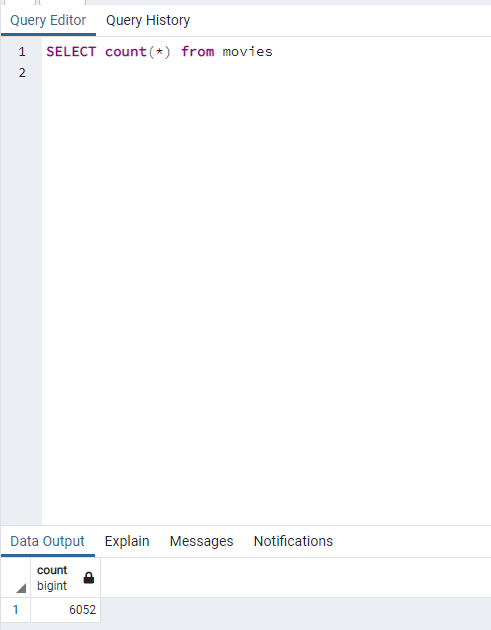 Query Editor Query History
1 SELECT count(*) from movies
2
Data Output Explain Messages Notifications
count
bigint
1 6052